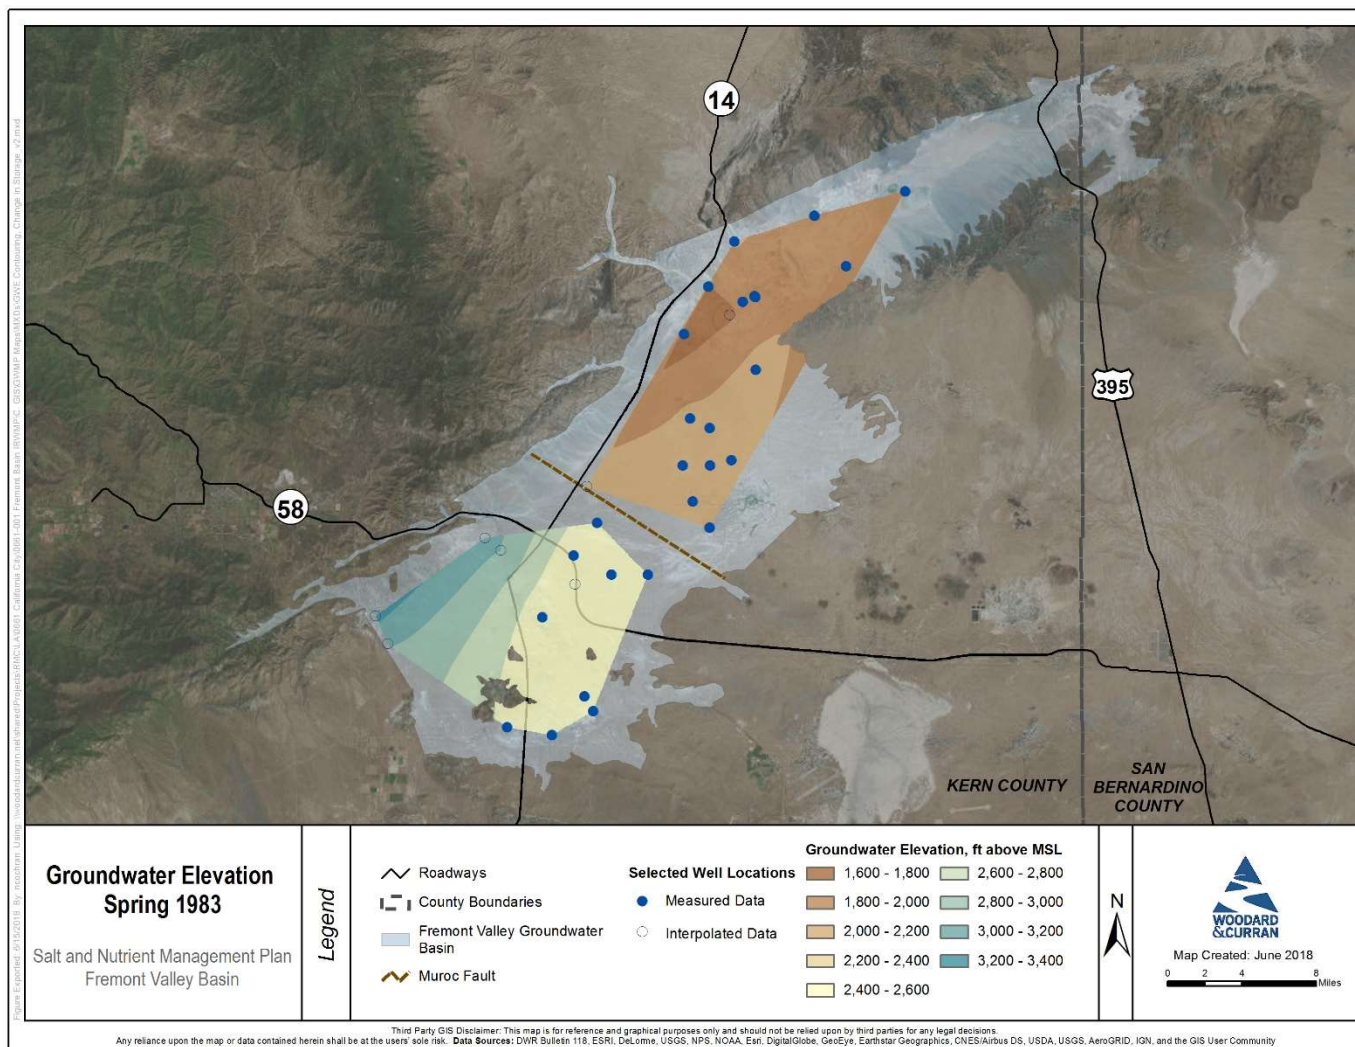 14
58
395
KERN COUNTY
SAN
BERNARDINO
COUNTY
Groundwater Elevation
Spring 1983
Salt and Nutrient Management Plan
Fremont Valley Basin
Legend
Roadways
County Boundaries
Fremont Valley Groundwater
Basin
Muroc Fault
Selected Well Locations
Measured Data
Interpolated Data
Groundwater Elevation, ft above MSL
1,600 - 1,800
1,800 - 2,000
2,000 - 2,200
2,200 - 2,400
2,400 - 2,600
2,600 - 2,800
2,800 - 3,000
3,000 - 3,200
3,200 - 3,400
N
WOODARD
&CURRAN
Map Created: June 2018
0 2 4 8
Miles
Third Party GIS Disclaimer: This map is for reference and graphical purposes only and should not be relied upon by third parties for any legal decisions.
Any reliance upon the map or data contained herein shall be at the users' sole risk. Data Sources: DWR Bulletin 118, ESRI, DeLorme, USGS, NPS, NOAA, Esri, DigitalGlobe, GeoEye, Earthstar Geographics, CNES/Airbus DS, USDA, USGS, AeroGRID, IGN, and the GIS User Community
Figure Exported: 6/15/2018 By: ncochran Using: